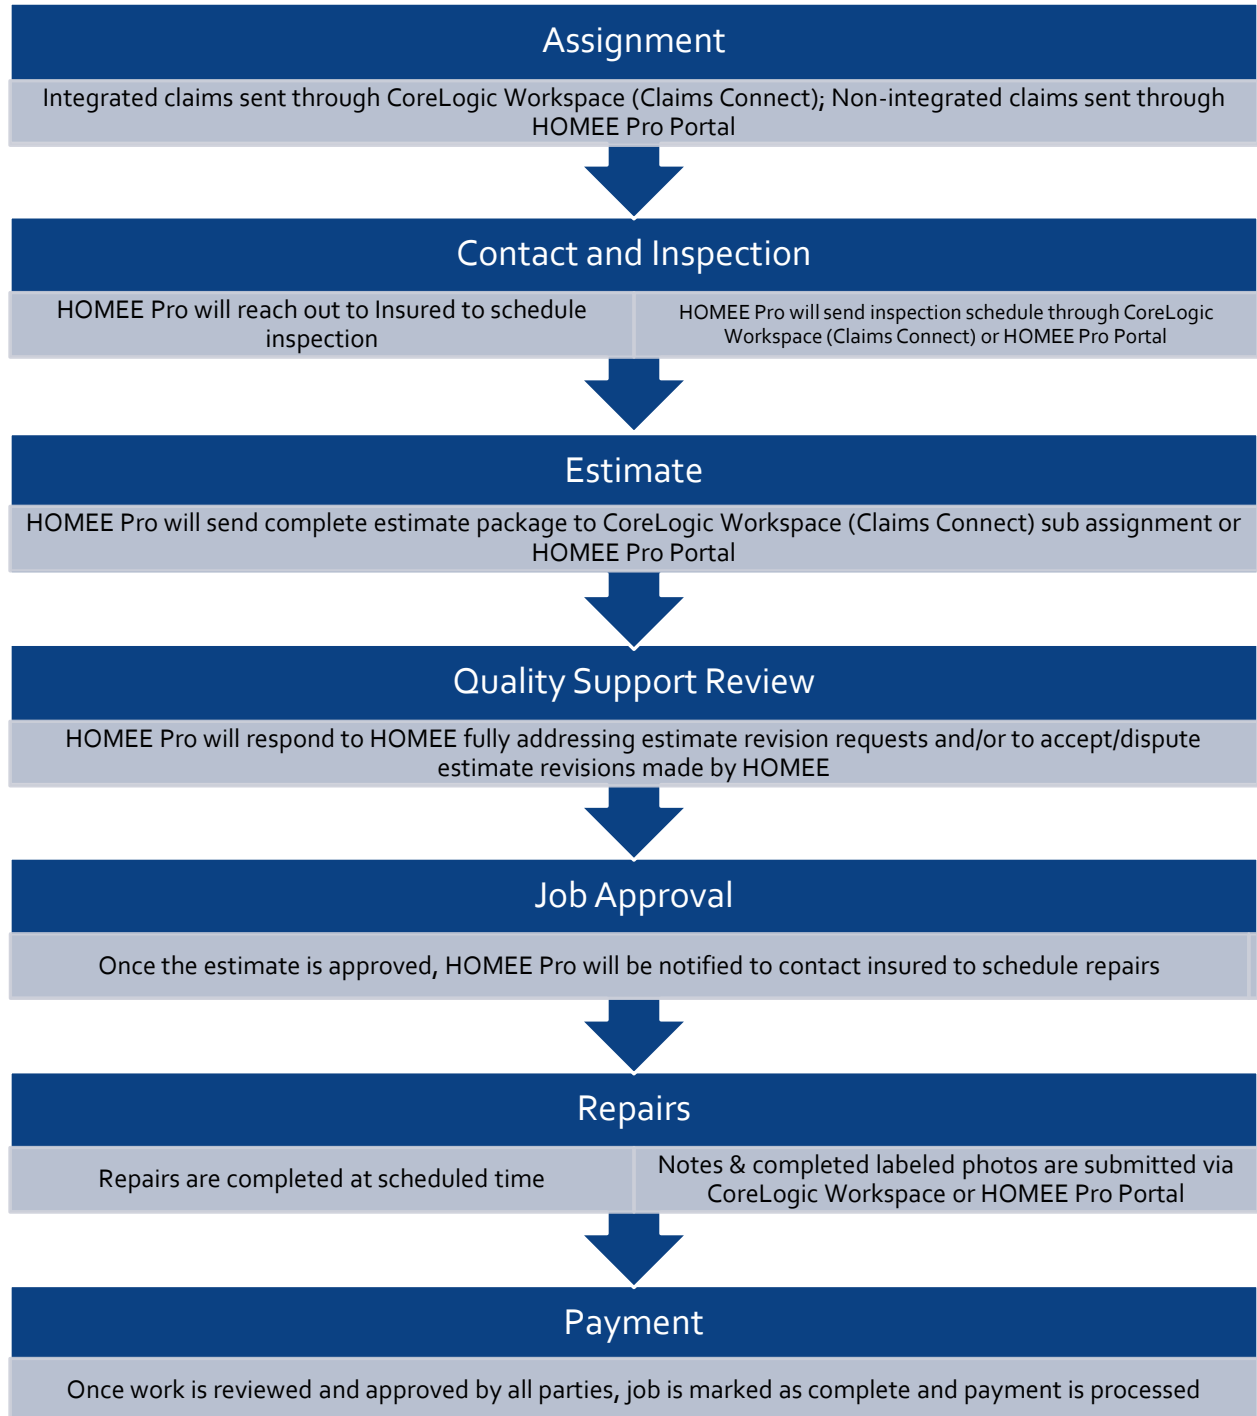 Assignment
Integrated claims sent through CoreLogic Workspace (Claims Connect); Non-integrated claims sent through
HOMEE Pro Portal
Contact and Inspection
HOMEE Pro will reach out to Insured to schedule
inspection
HOMEE Pro will send inspection schedule through CoreLogic
Workspace (Claims Connect) or HOMEE Pro Portal
Estimate
HOMEE Pro will send complete estimate package to CoreLogic Workspace (Claims Connect) sub assignment or
HOMEE Pro Portal
Quality Support Review
HOMEE Pro will respond to HOMEE fully addressing estimate revision requests and/or to accept/dispute
estimate revisions made by HOMEE
Job Approval
Once the estimate is approved, HOMEE Pro will be notified to contact insured to schedule repairs
Repairs
Repairs are completed at scheduled time
Notes & completed labeled photos are submitted via
CoreLogic Workspace or HOMEE Pro Portal
Payment
Once work is reviewed and approved by all parties, job is marked as complete and payment is processed